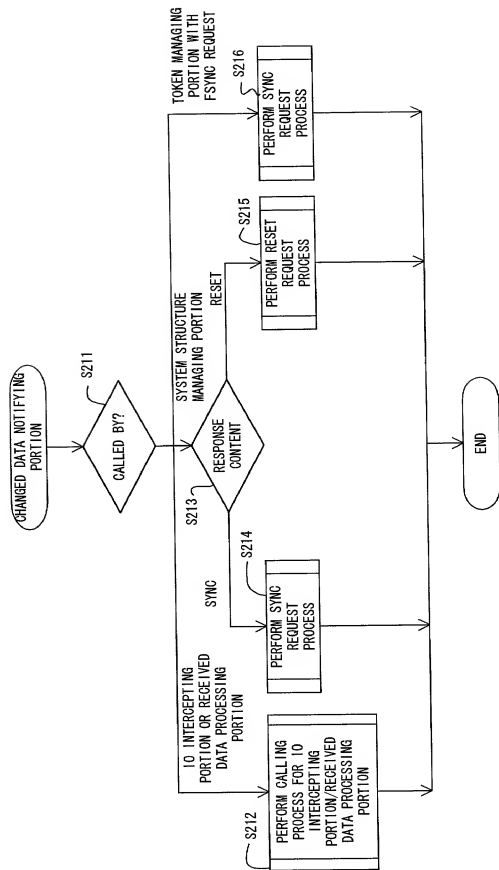 CHANGED DATA NOTIFYING
PORTION
S211
CALLED BY?
IO INTERCEPTING
PORTION OR RECEIVED
DATA PROCESSING
PORTION
SYSTEM STRUCTURE
MANAGING PORTION
TOKEN MANAGING
PORTION WITH
FSYNC REQUEST
S213
RESPONSE
CONTENT
SYNC
RESET
S212
PERFORM CALLING
PROCESS FOR IO
INTERCEPTING
PORTION/RECEIVED
DATA PROCESSING
PORTION
S214
PERFORM SYNC
REQUEST
PROCESS
S215
PERFORM RESET
REQUEST
PROCESS
S216
PERFORM SYNC
REQUEST
PROCESS
END